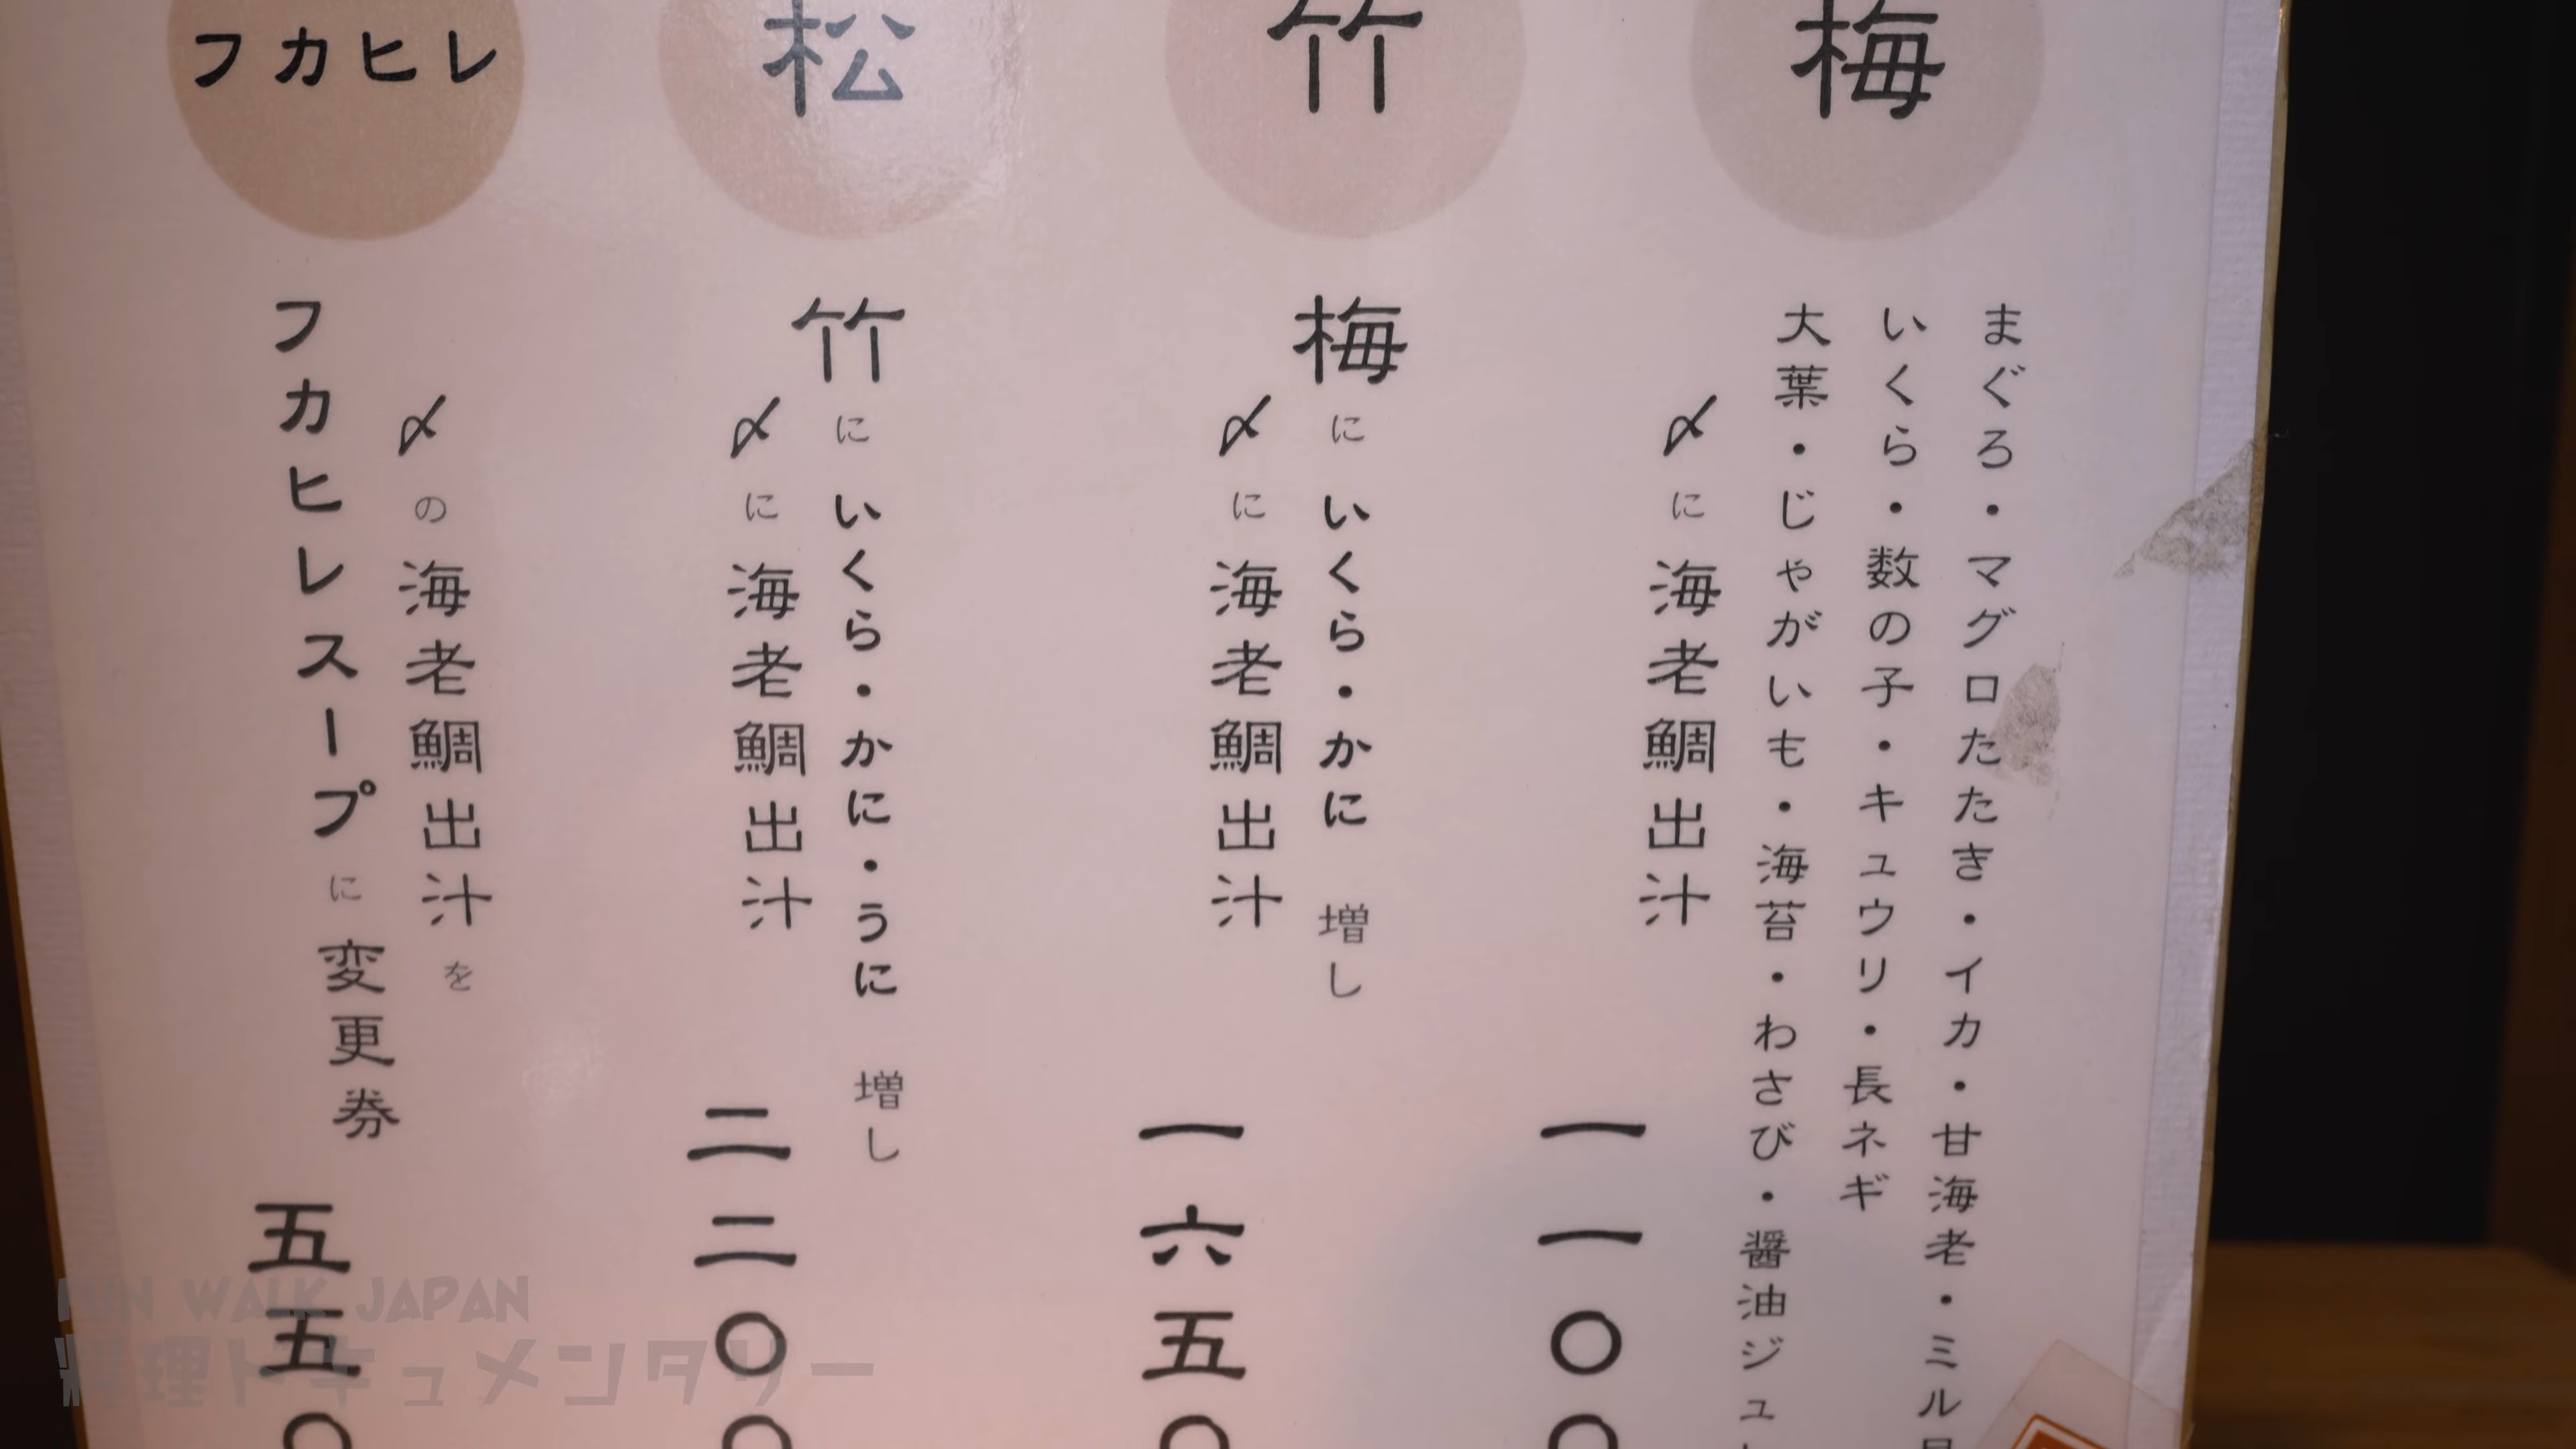 梅
まぐろ・マグロたたき・イカ・甘海老・ミル
いくら・数の子・キュウリ・長ネギ
大葉・じゃがいも・海苔・わさび・醤油ジュ
〆に海老鯛出汁
一一〇〇
竹
梅にいくら・かに 増し
〆に海老鯛出汁
一六五〇
松
竹にいくら・かに・うに 増し
〆に海老鯛出汁
二二〇〇
フカヒレ
〆の海老鯛出汁を
フカヒレスープに変更券
五五〇
FUN WALK JAPAN
料理ドキュメンタリー